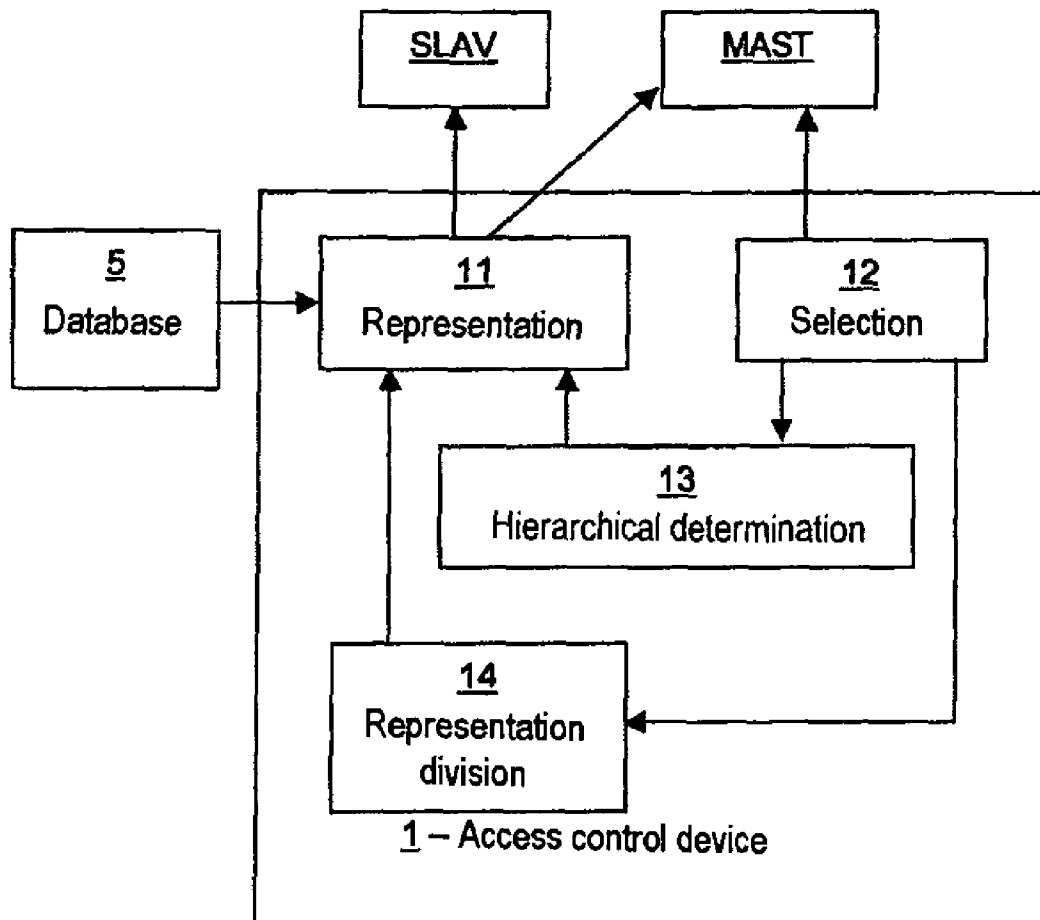 SLAV
MAST
5
Database
11
Representation
12
Selection
13
Hierarchical determination
14
Representation
division
1 – Access control device